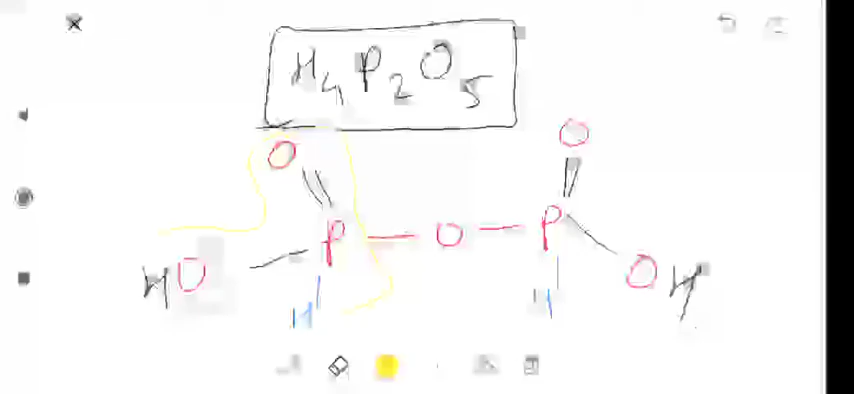 H4P2O5
O O
P O P
HO OH
H H